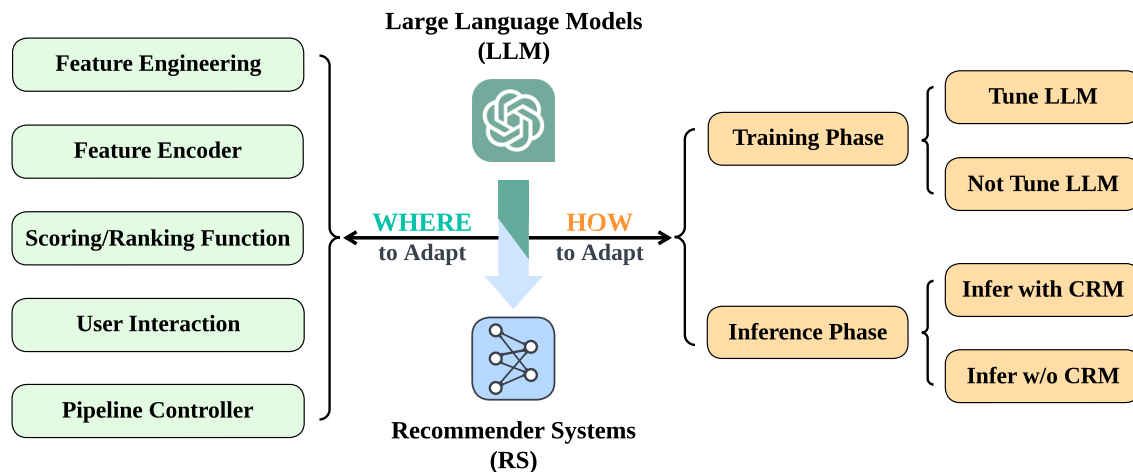 Large Language Models
(LLM)
Feature Engineering
Feature Encoder
Scoring/Ranking Function
User Interaction
Pipeline Controller
WHERE
to Adapt
HOW
to Adapt
Training Phase
Tune LLM
Not Tune LLM
Inference Phase
Infer with CRM
Infer w/o CRM
Recommender Systems
(RS)